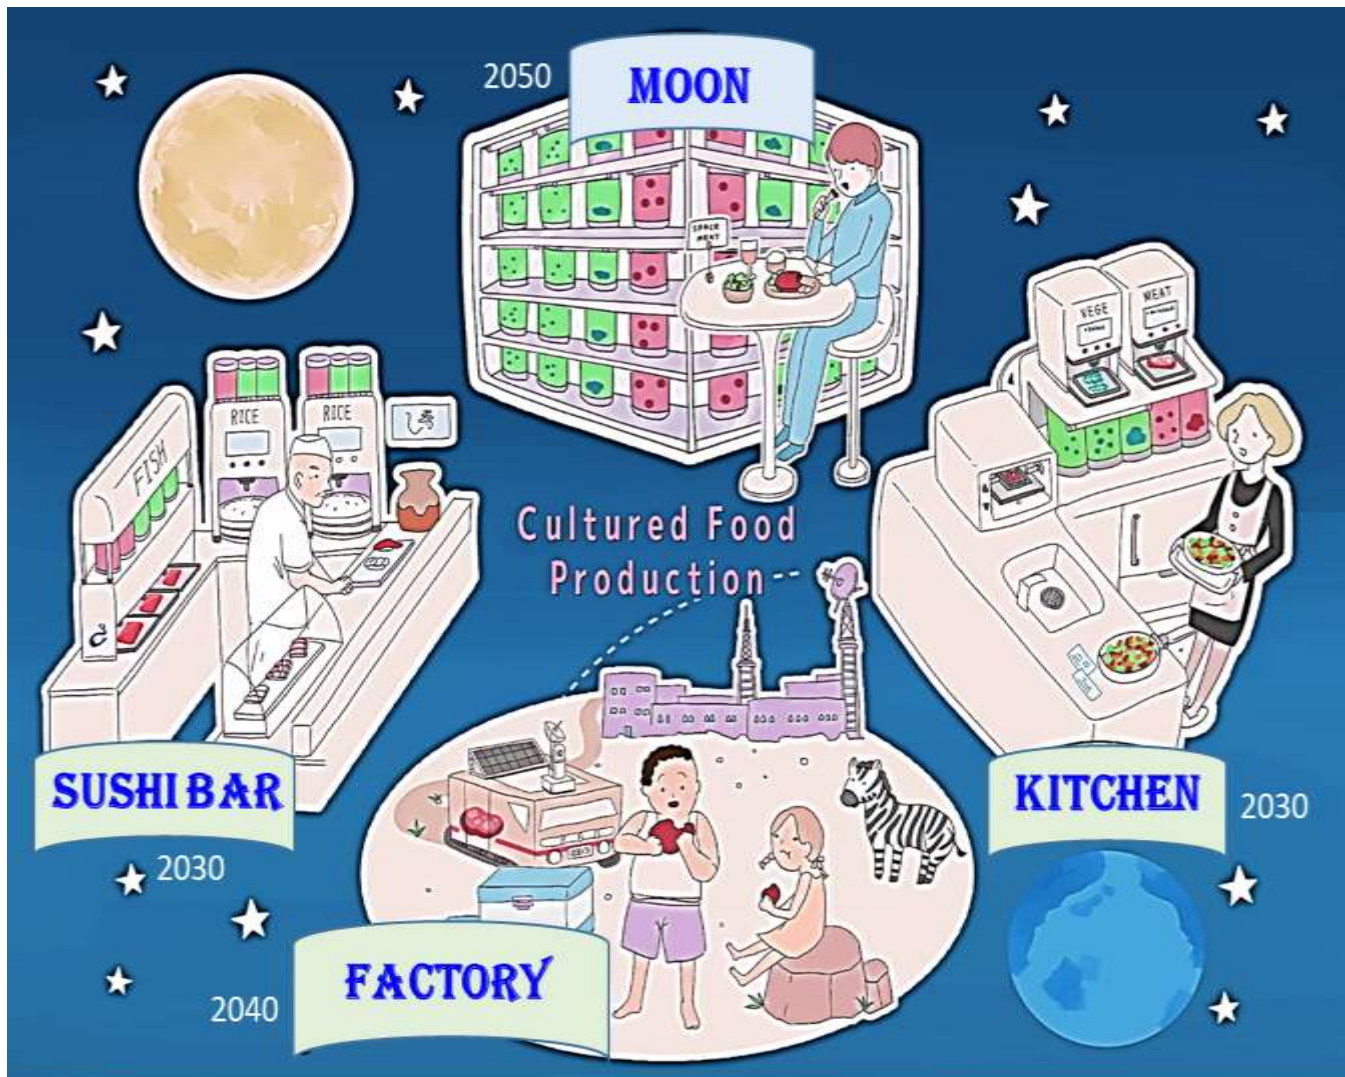 2050
MOON
SPACE
MEAT
VEGE
MEAT
RICE
RICE
FISH
Cultured Food
Production
SUSHI BAR
2030
KITCHEN
2030
FACTORY
2040